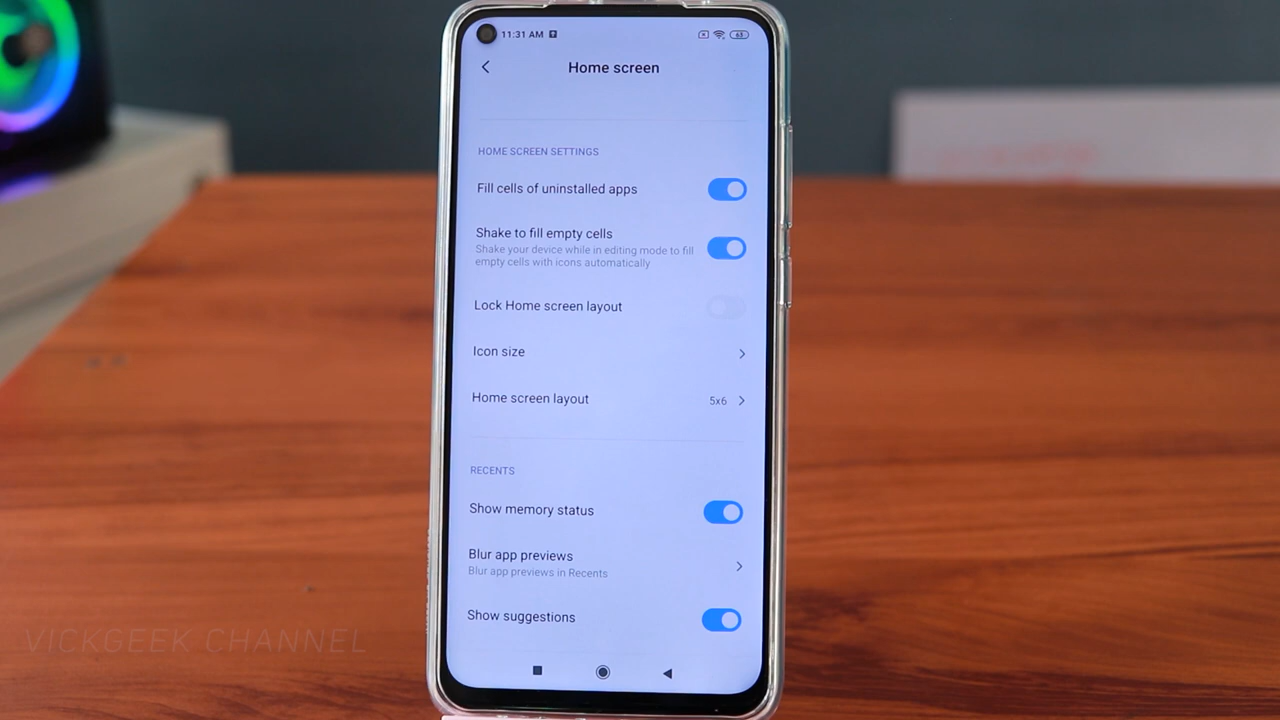 11:31 AM
63
Home screen
HOME SCREEN SETTINGS
Fill cells of uninstalled apps
Shake to fill empty cells
Shake your device while in editing mode to fill
empty cells with icons automatically
Lock Home screen layout
Icon size
Home screen layout 5x6
RECENTS
Show memory status
Blur app previews
Blur app previews in Recents
Show suggestions
VICKGEEK CHANNEL